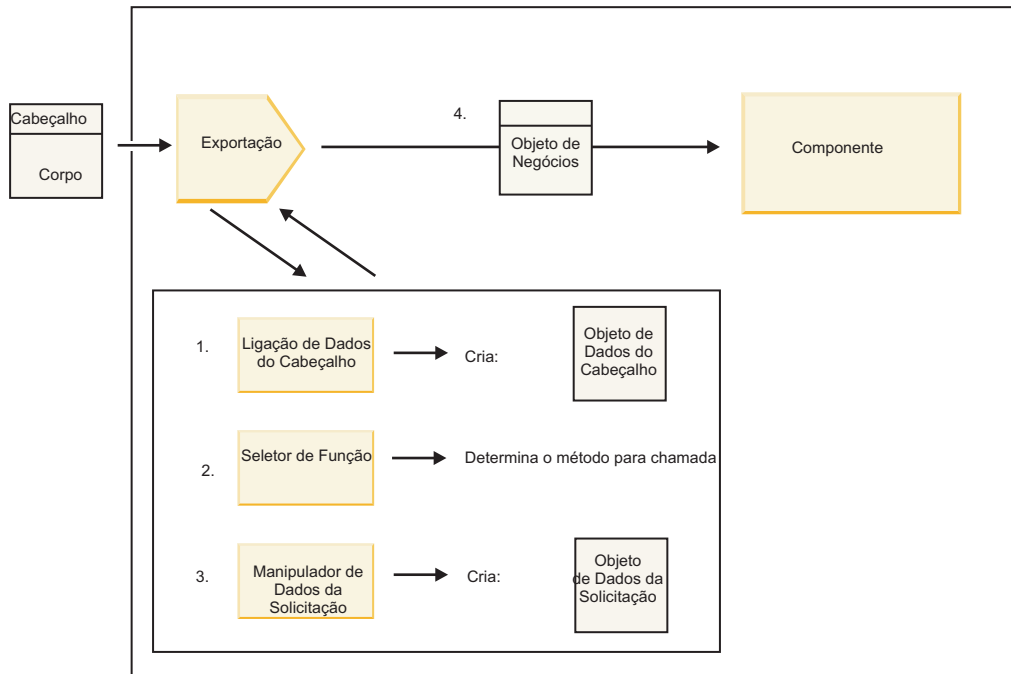 Cabeçalho
Corpo
Exportação
4.
Objeto de
Negócios
Componente
1.
Ligação de Dados
do Cabeçalho
Cria:
Objeto de
Dados do
Cabeçalho
2.
Seletor de Função
Determina o método para chamada
3.
Manipulador de
Dados da
Solicitação
Cria:
Objeto
de Dados da
Solicitação